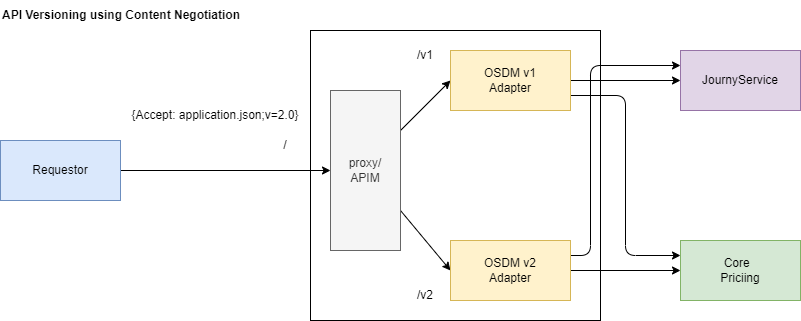 API Versioning using Content Negotiation
/v1
OSDM v1
Adapter
JournyService
{Accept: application.json;v=2.0}
/
proxy/
APIM
Requestor
OSDM v2
Adapter
Core
Priciing
/v2